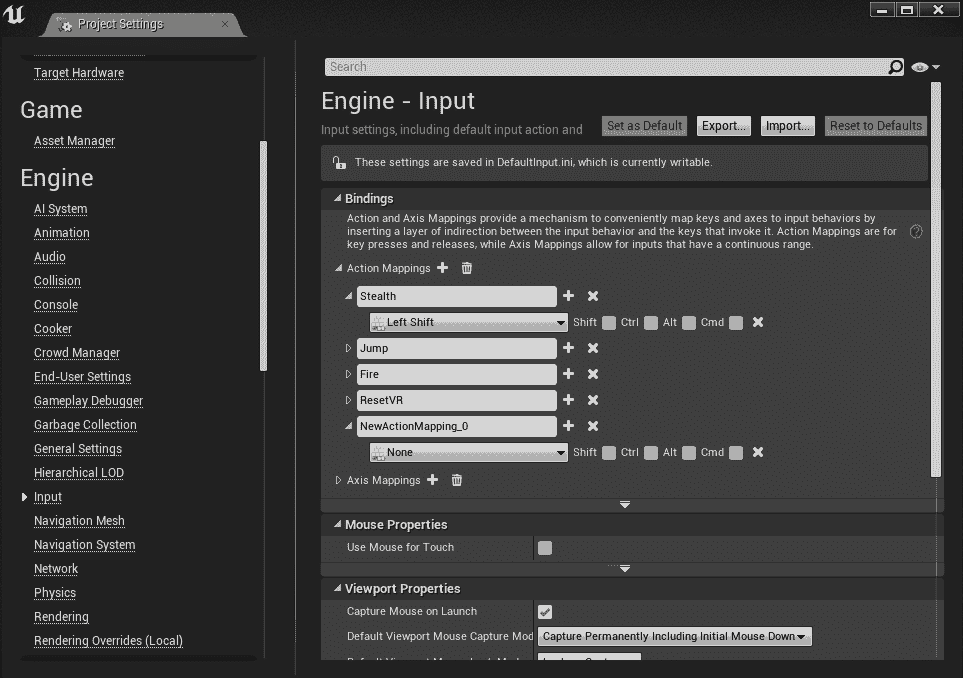 Project Settings
Target Hardware
Game
Asset Manager
Engine
AI System
Animation
Audio
Collision
Console
Cooker
Crowd Manager
End-User Settings
Gameplay Debugger
Garbage Collection
General Settings
Hierarchical LOD
Input
Navigation Mesh
Navigation System
Network
Physics
Rendering
Rendering Overrides (Local)
Search
Engine - Input
Input settings, including default input action and
Set as Default Export... Import... Reset to Defaults
These settings are saved in DefaultInput.ini, which is currently writable.
Bindings
Action and Axis Mappings provide a mechanism to conveniently map keys and axes to input behaviors by
inserting a layer of indirection between the input behavior and the keys that invoke it. Action Mappings are for
key presses and releases, while Axis Mappings allow for inputs that have a continuous range.
Action Mappings
Stealth
Left Shift Shift Ctrl Alt Cmd
Jump
Fire
ResetVR
NewActionMapping_0
None Shift Ctrl Alt Cmd
Axis Mappings
Mouse Properties
Use Mouse for Touch
Viewport Properties
Capture Mouse on Launch
Default Viewport Mouse Capture Mod Capture Permanently Including Initial Mouse Down